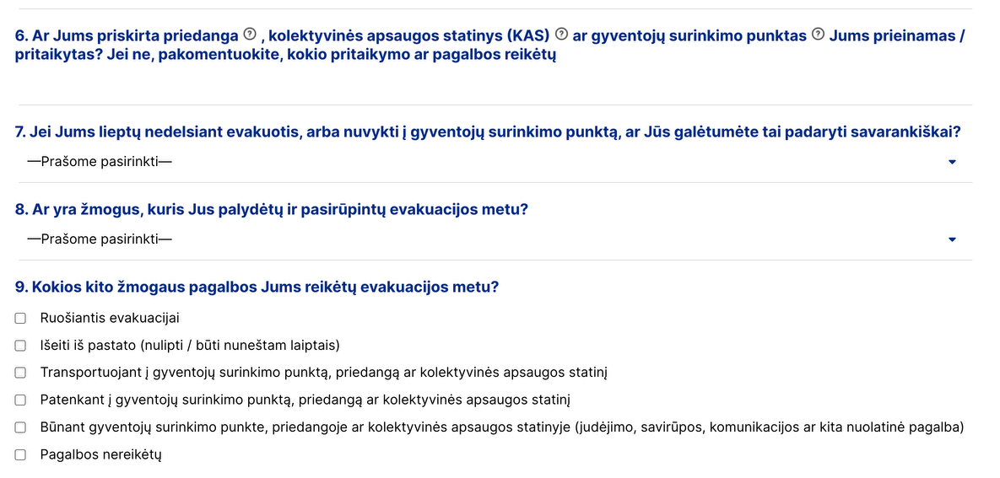 6. Ar Jums priskirta priedanga ? , kolektyvinės apsaugos statinys (KAS) ? ar gyventojų surinkimo punktas ? Jums prieinamas /
pritaikytas? Jei ne, pakomentuokite, kokio pritaikymo ar pagalbos reikėtų
7. Jei Jums lieptų nedelsiant evakuotis, arba nuvykti į gyventojų surinkimo punktą, ar Jūs galėtumėte tai padaryti savarankiškai?
—Prašome pasirinkti—
8. Ar yra žmogus, kuris Jus palydėtų ir pasirūpintų evakuacijos metu?
—Prašome pasirinkti—
9. Kokios kito žmogaus pagalbos Jums reikėtų evakuacijos metu?
Ruošiantis evakuacijai
Išeiti iš pastato (nulipti / būti nuneštam laiptais)
Transportuojant į gyventojų surinkimo punktą, priedangą ar kolektyvinės apsaugos statinį
Patenkant į gyventojų surinkimo punktą, priedangą ar kolektyvinės apsaugos statinį
Būnant gyventojų surinkimo punkte, priedangoje ar kolektyvinės apsaugos statinyje (judėjimo, savirūpos, komunikacijos ar kita nuolatinė pagalba)
Pagalbos nereikėtų